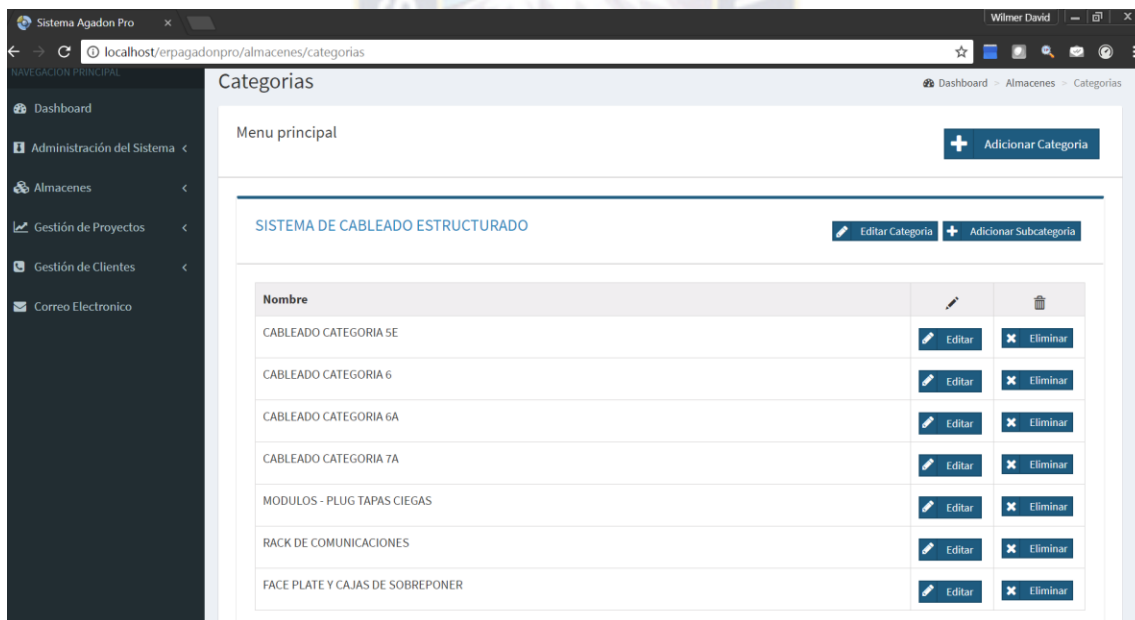 Sistema Agadon Pro
Wilmer David
localhost/erpagadonpro/almacenes/categorias
NAVEGACION PRINCIPAL
Dashboard
Administración del Sistema
Almacenes
Gestión de Proyectos
Gestión de Clientes
Correo Electronico
Categorias
Dashboard > Almacenes > Categorias
Menu principal
Adicionar Categoria
SISTEMA DE CABLEADO ESTRUCTURADO
Editar Categoria
Adicionar Subcategoria
Nombre
CABLEADO CATEGORIA 5E
Editar
Eliminar
CABLEADO CATEGORIA 6
Editar
Eliminar
CABLEADO CATEGORIA 6A
Editar
Eliminar
CABLEADO CATEGORIA 7A
Editar
Eliminar
MODULOS - PLUG TAPAS CIEGAS
Editar
Eliminar
RACK DE COMUNICACIONES
Editar
Eliminar
FACE PLATE Y CAJAS DE SOBREPONER
Editar
Eliminar